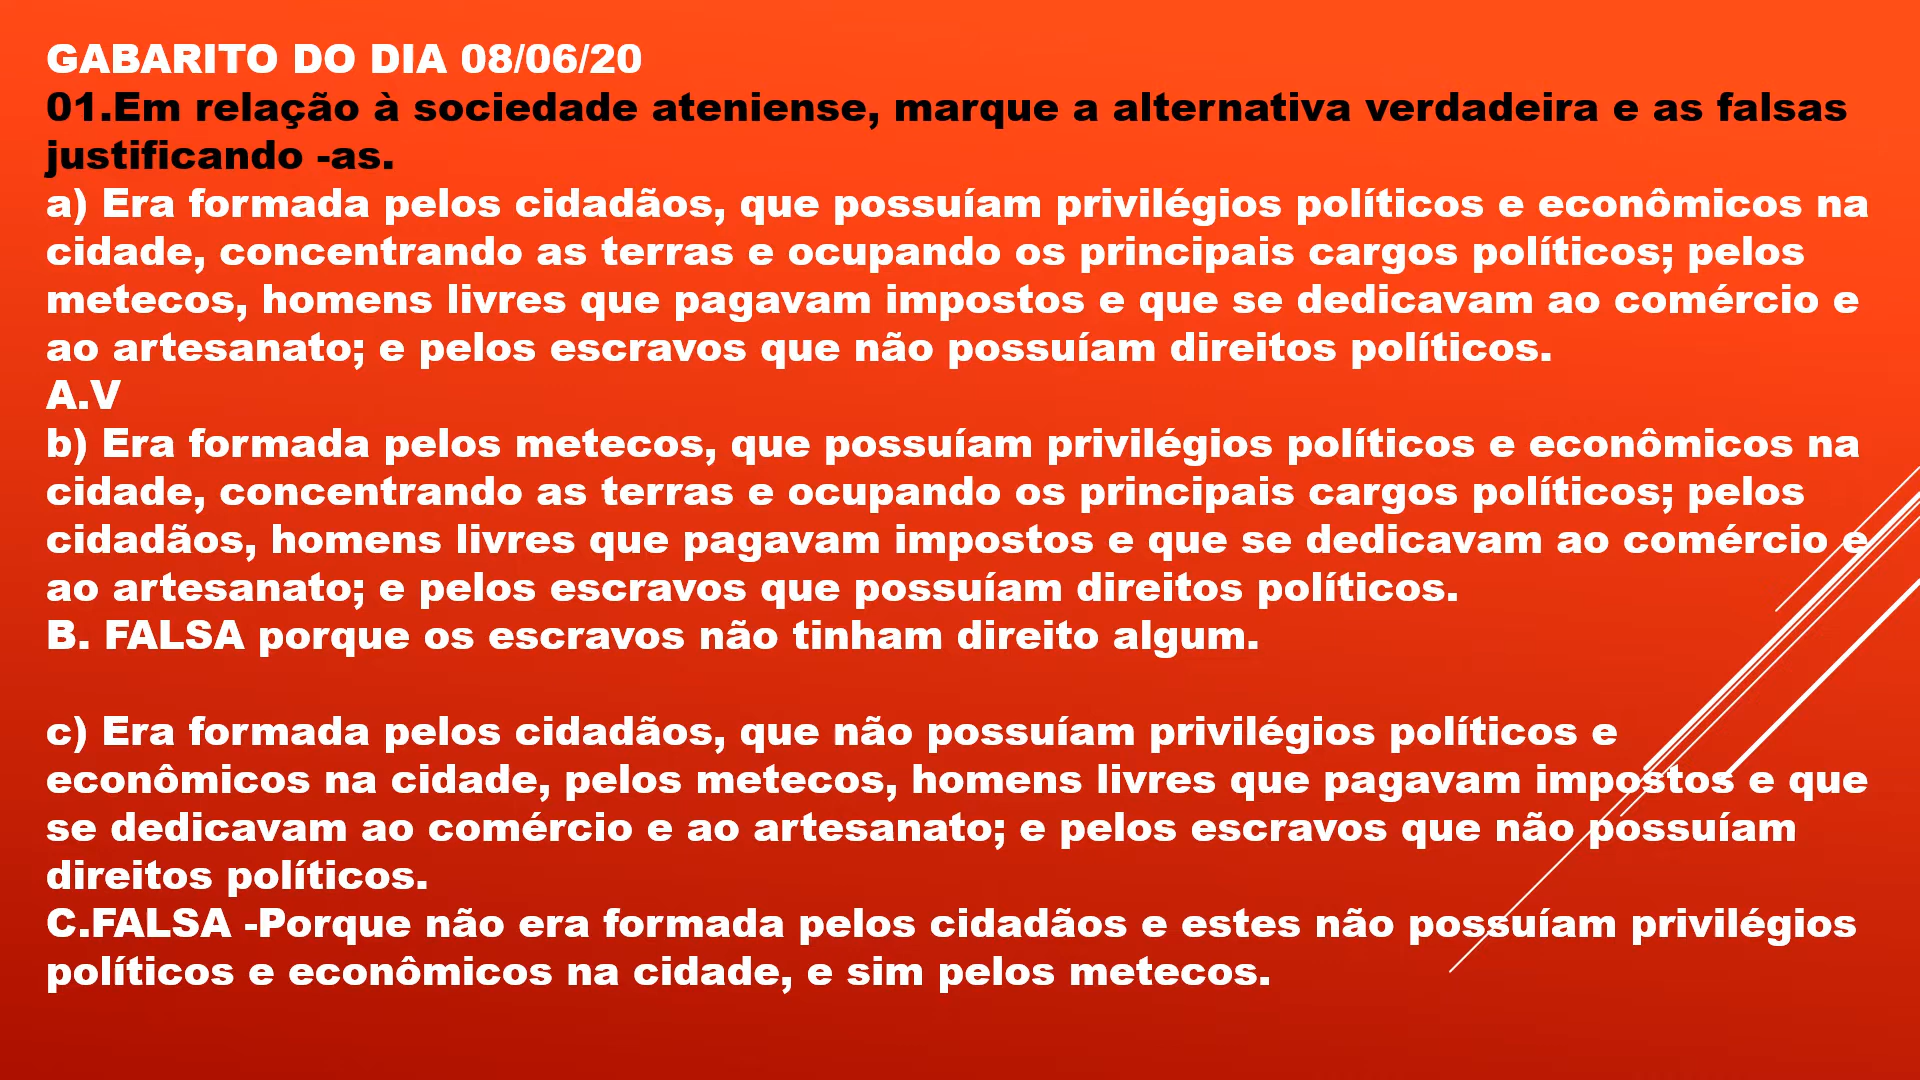 GABARITO DO DIA 08/06/20
01.Em relação à sociedade ateniense, marque a alternativa verdadeira e as falsas
justificando -as.
a) Era formada pelos cidadãos, que possuíam privilégios políticos e econômicos na
cidade, concentrando as terras e ocupando os principais cargos políticos; pelos
metecos, homens livres que pagavam impostos e que se dedicavam ao comércio e
ao artesanato; e pelos escravos que não possuíam direitos políticos.
A.V
b) Era formada pelos metecos, que possuíam privilégios políticos e econômicos na
cidade, concentrando as terras e ocupando os principais cargos políticos; pelos
cidadãos, homens livres que pagavam impostos e que se dedicavam ao comércio e
ao artesanato; e pelos escravos que possuíam direitos políticos.
B. FALSA porque os escravos não tinham direito algum.
c) Era formada pelos cidadãos, que não possuíam privilégios políticos e
econômicos na cidade, pelos metecos, homens livres que pagavam impostos e que
se dedicavam ao comércio e ao artesanato; e pelos escravos que não possuíam
direitos políticos.
C.FALSA -Porque não era formada pelos cidadãos e estes não possuíam privilégios
políticos e econômicos na cidade, e sim pelos metecos.